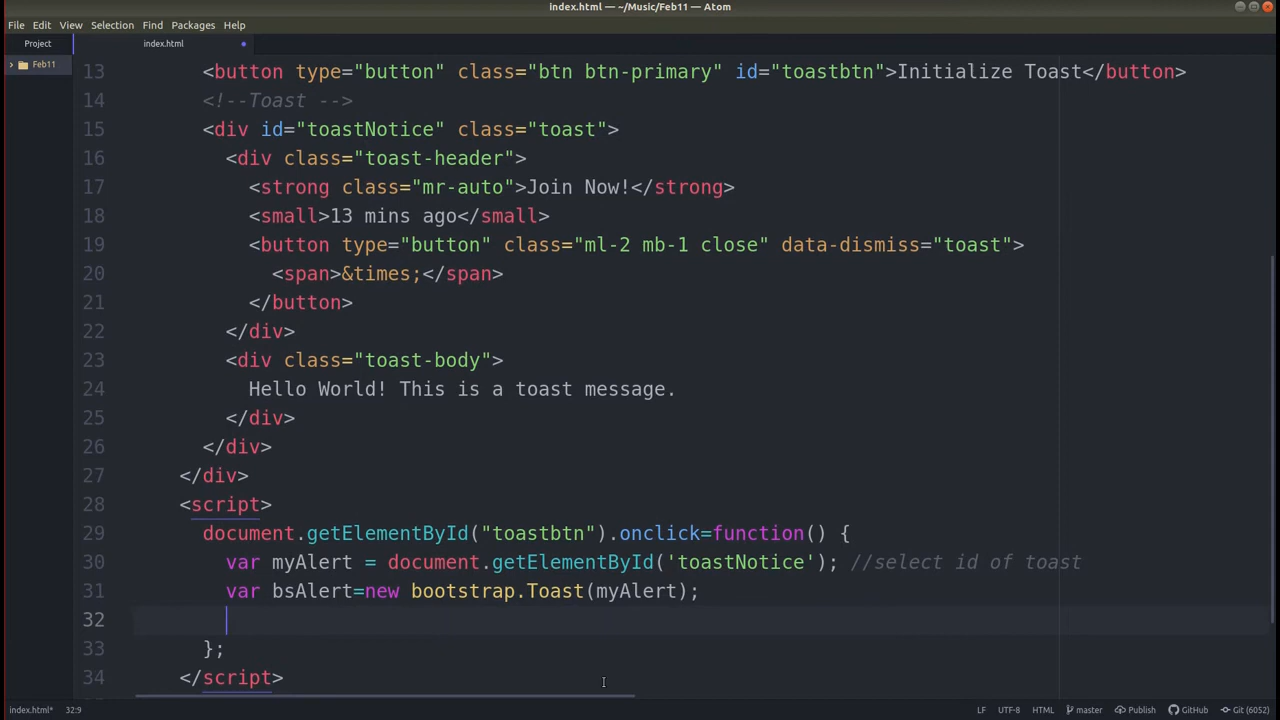 index.html — ~/Music/Feb11 — Atom
File Edit View Selection Find Packages Help
Project index.html
Feb11
13 <button type="button" class="btn btn-primary" id="toastbtn">Initialize Toast</button>
14 <!--Toast -->
15 <div id="toastNotice" class="toast">
16 <div class="toast-header">
17 <strong class="mr-auto">Join Now!</strong>
18 <small>13 mins ago</small>
19 <button type="button" class="ml-2 mb-1 close" data-dismiss="toast">
20 <span>&times;</span>
21 </button>
22 </div>
23 <div class="toast-body">
24 Hello World! This is a toast message.
25 </div>
26 </div>
27 </div>
28 <script>
29 document.getElementById("toastbtn").onclick=function() {
30 var myAlert = document.getElementById('toastNotice'); //select id of toast
31 var bsAlert=new bootstrap.Toast(myAlert);
32
33 };
34 </script>
index.html* 32:9 LF UTF-8 HTML master Publish GitHub Git (6052)